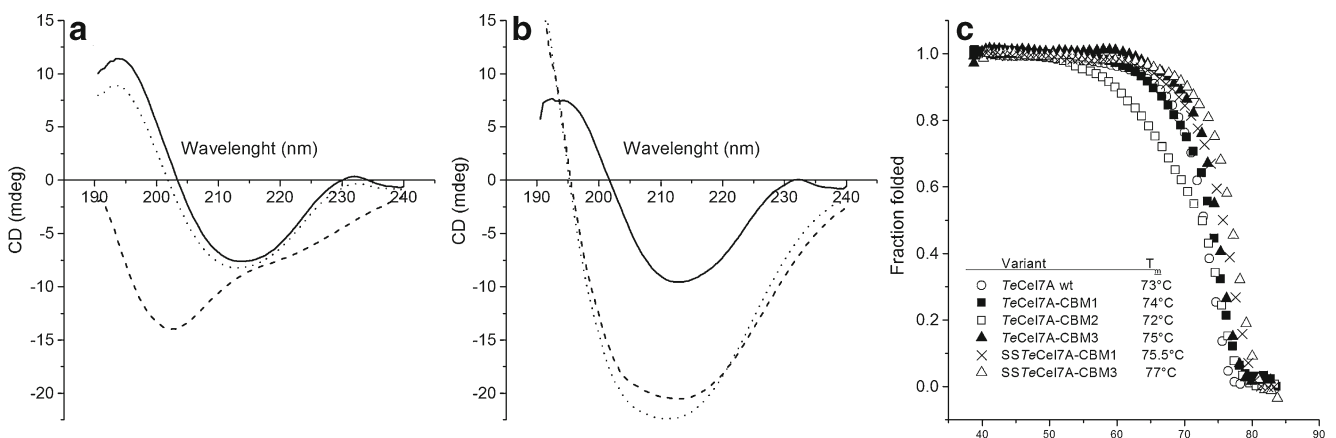 a
15
10
5
0
-5
-10
-15
-20
CD (mdeg)
Wavelenght (nm)
190 200 210 220 230 240
b
15
10
5
0
-5
-10
-15
-20
CD (mdeg)
Wavelenght (nm)
190 200 210 220 230 240
c
1.0
0.8
0.6
0.4
0.2
0.0
Fraction folded
Variant Tm
TeCel7A wt 73°C
TeCel7A-CBM1 74°C
TeCel7A-CBM2 72°C
TeCel7A-CBM3 75°C
SSTeCel7A-CBM1 75.5°C
SSTeCel7A-CBM3 77°C
40 50 60 70 80 90